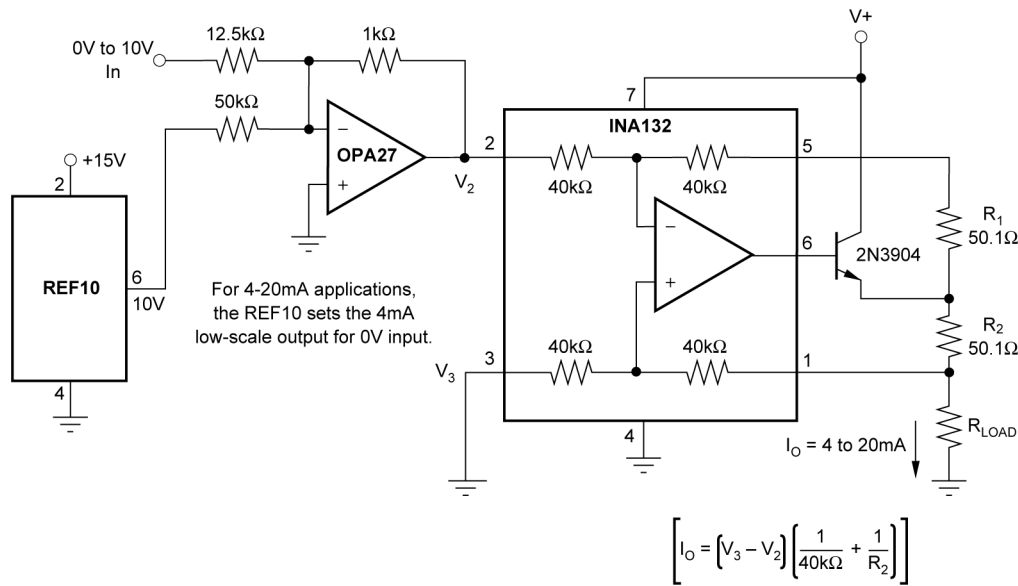 0V to 10V
In
12.5kΩ
1kΩ
50kΩ
–
+
OPA27
V2
+15V
2
REF10
6
10V
4
For 4-20mA applications,
the REF10 sets the 4mA
low-scale output for 0V input.
V+
7
INA132
2
40kΩ
40kΩ
5
–
+
6
2N3904
R1
50.1Ω
R2
50.1Ω
V3
3
40kΩ
40kΩ
1
4
IO = 4 to 20mA
RLOAD
[IO = (V3 – V2) (1/40kΩ + 1/R2)]